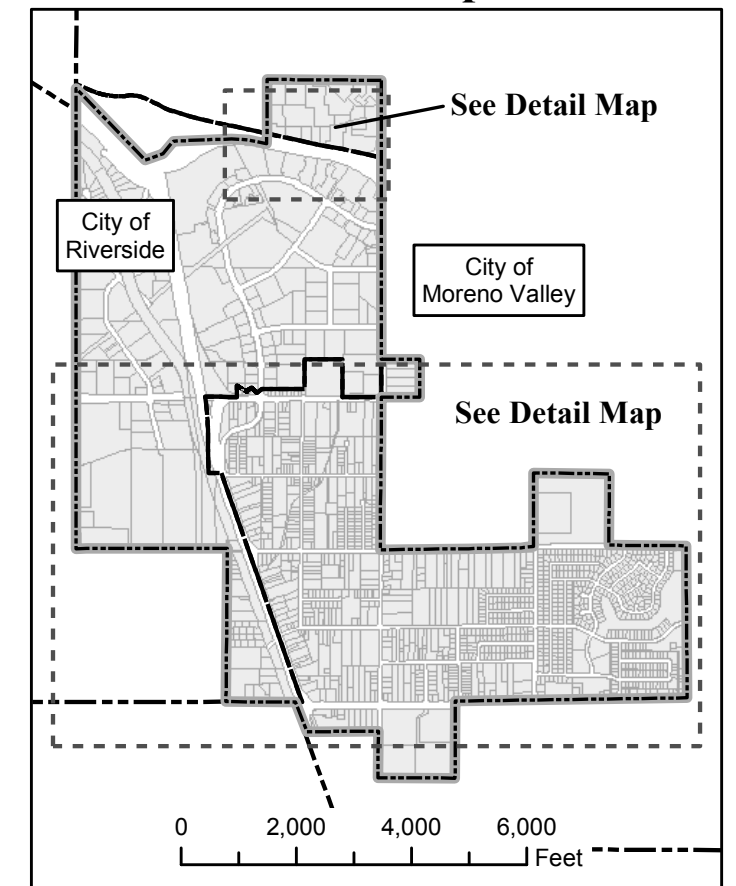 See Detail Map
City of
Riverside
City of
Moreno Valley
See Detail Map
0 2,000 4,000 6,000
Feet